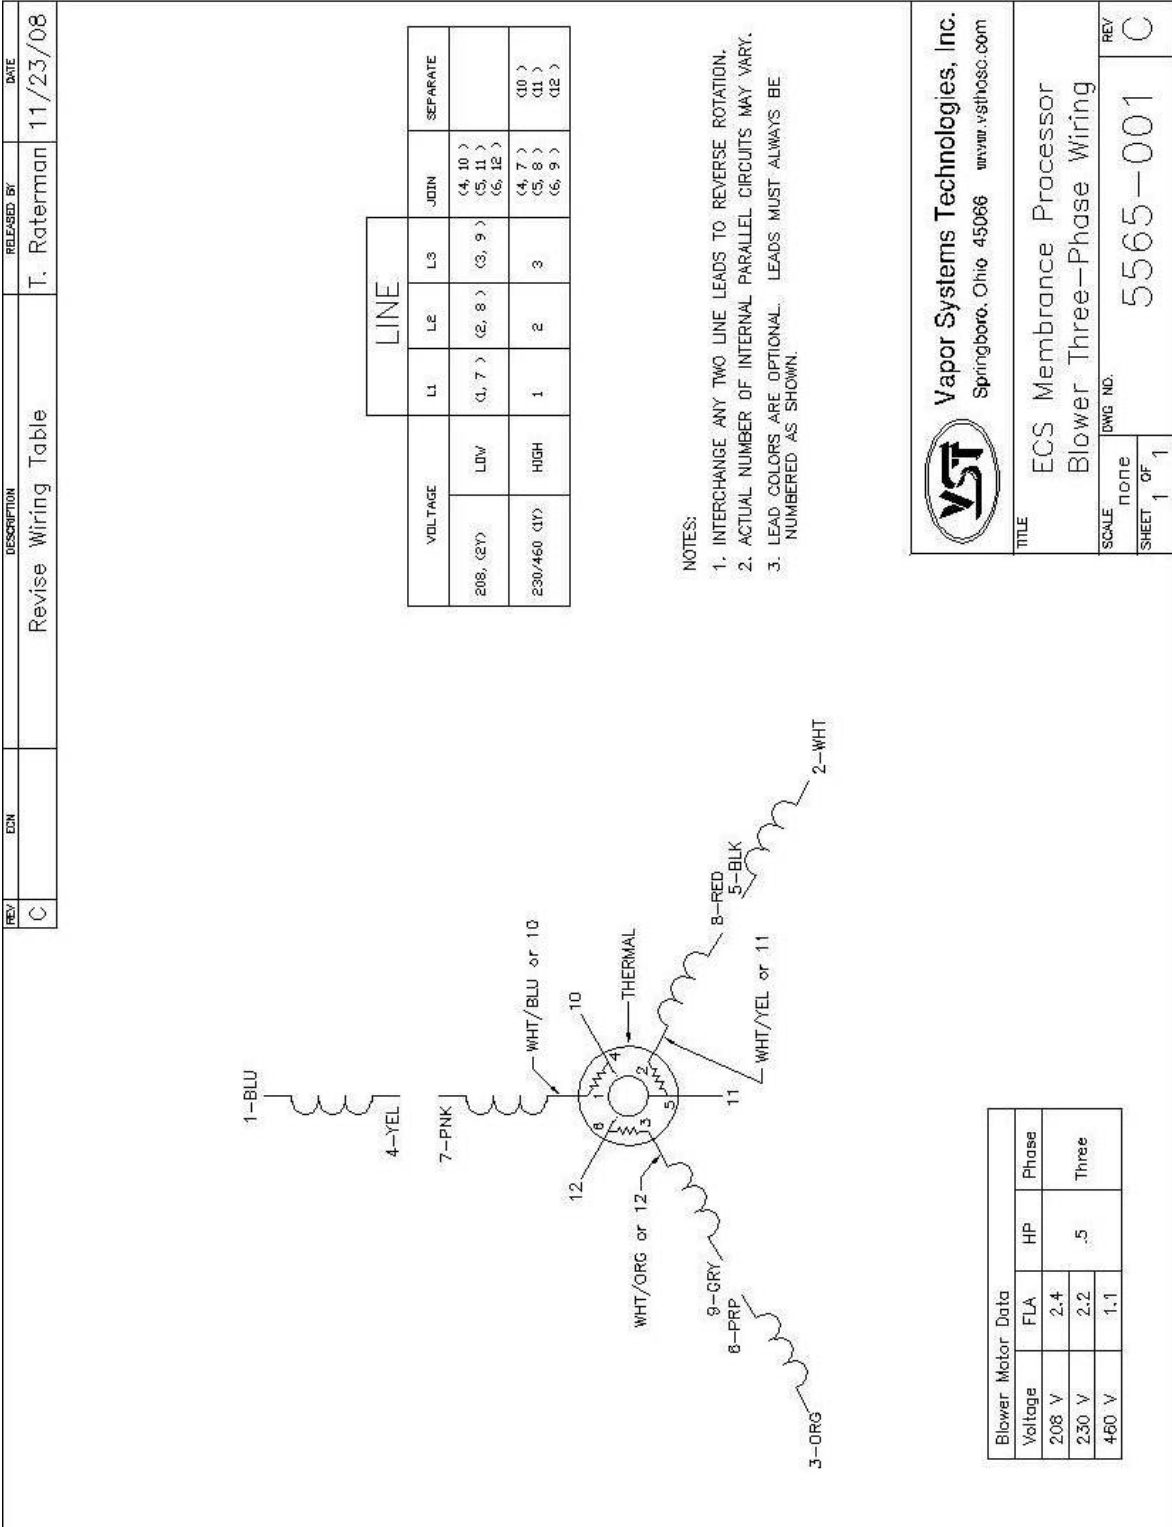 REV ECN DESCRIPTION RELEASED BY DATE
C Revise Wiring Table T. Raterman 11/23/08
1-BLU
4-YEL
7-PNK
WHT/BLU or 10
10
THERMAL
12
1
4
6
3
2
5
WHT/ORG or 12
11
WHT/YEL or 11
9-GRY
6-PRP
3-ORG
8-RED
5-BLK
2-WHT
LINE
VOLTAGE L1 L2 L3 JOIN SEPARATE
208, (2Y) LOW (1, 7 ) (2, 8 ) (3, 9 ) (4, 10 )
(5, 11 )
(6, 12 )
230/460 (1Y) HIGH 1 2 3 (4, 7 ) (10 )
(5, 8 ) (11 )
(6, 9 ) (12 )
NOTES:
1. INTERCHANGE ANY TWO LINE LEADS TO REVERSE ROTATION.
2. ACTUAL NUMBER OF INTERNAL PARALLEL CIRCUITS MAY VARY.
3. LEAD COLORS ARE OPTIONAL. LEADS MUST ALWAYS BE
NUMBERED AS SHOWN.
Blower Motor Data
Voltage FLA HP Phase
208 V 2.4
230 V 2.2 .5 Three
460 V 1.1
VST
Vapor Systems Technologies, Inc.
Springboro, Ohio 45066 www.vsthose.com
TITLE
ECS Membrance Processor
Blower Three-Phase Wiring
SCALE none
DWG NO. 5565-001
REV C
SHEET 1 OF 1